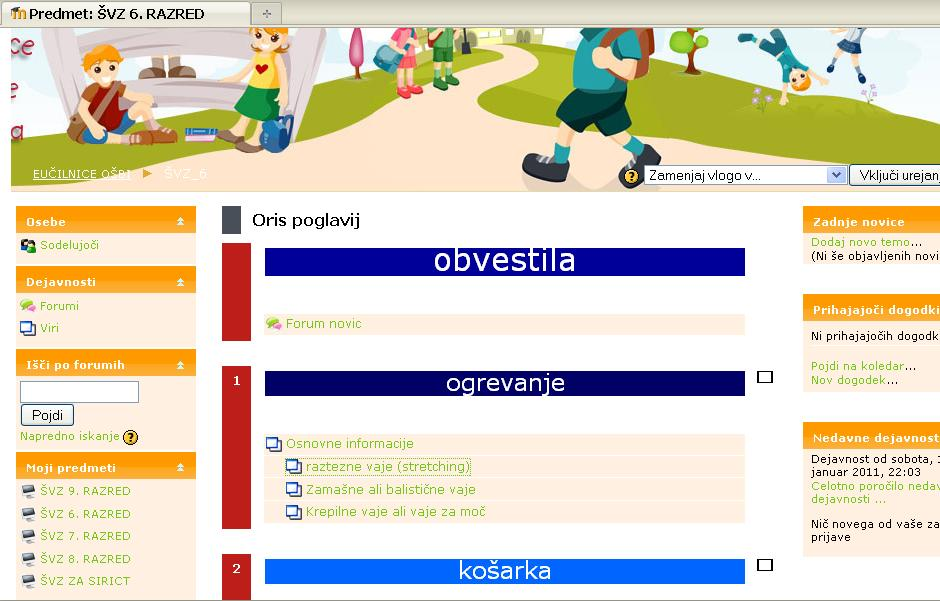 Predmet: ŠVZ 6. RAZRED
ce
e
a
EUČILNICE OŠBI ► ŠVZ_6
Zamenjaj vlogo v...
Vključi urejan
Osebe
Sodelujoči
Dejavnosti
Forumi
Viri
Išči po forumih
Pojdi
Napredno iskanje ?
Moji predmeti
ŠVZ 9. RAZRED
ŠVZ 6. RAZRED
ŠVZ 7. RAZRED
ŠVZ 8. RAZRED
ŠVZ ZA SIRICT
Oris poglavij
obvestila
Forum novic
1
ogrevanje
Osnovne informacije
raztezne vaje (stretching)
Zamašne ali balistične vaje
Krepilne vaje ali vaje za moč
2
košarka
Zadnje novice
Dodaj novo temo...
(Ni še objavljenih novi
Prihajajoči dogodki
Ni prihajajočih dogodk
Pojdi na koledar...
Nov dogodek...
Nedavne dejavnost
Dejavnost od sobota,
januar 2011, 22:03
Celotno poročilo nedav
dejavnosti ...
Nič novega od vaše za
prijave